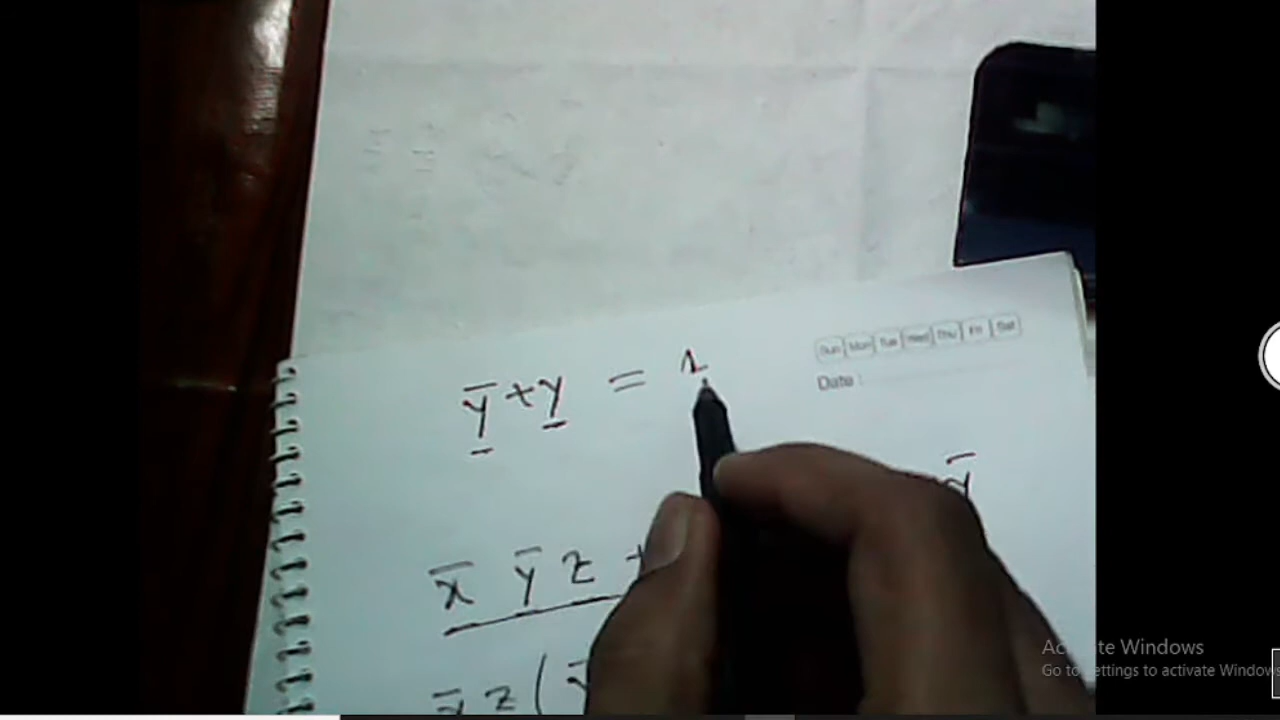 Sun Mon Tue Wed Thu Fri Sat
Date :
ȳ + y = 1
ȳ
x̄ ȳ z +
x̄ z (ȳ
Activate Windows
Go to Settings to activate Windows